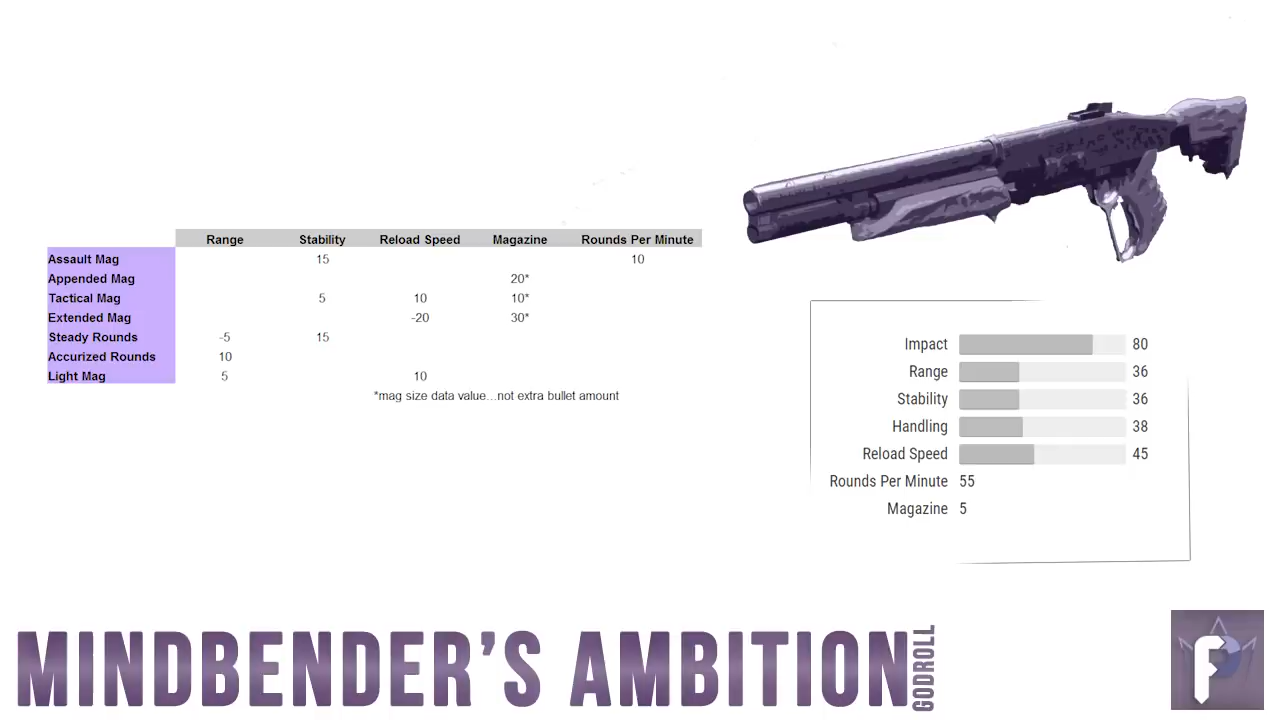 Range Stability Reload Speed Magazine Rounds Per Minute
Assault Mag 15 10
Appended Mag 20*
Tactical Mag 5 10 10*
Extended Mag -20 30*
Steady Rounds -5 15
Accurized Rounds 10
Light Mag 5 10
*mag size data value...not extra bullet amount
Impact 80
Range 36
Stability 36
Handling 38
Reload Speed 45
Rounds Per Minute 55
Magazine 5
MINDBENDER'S AMBITION
GODROLL